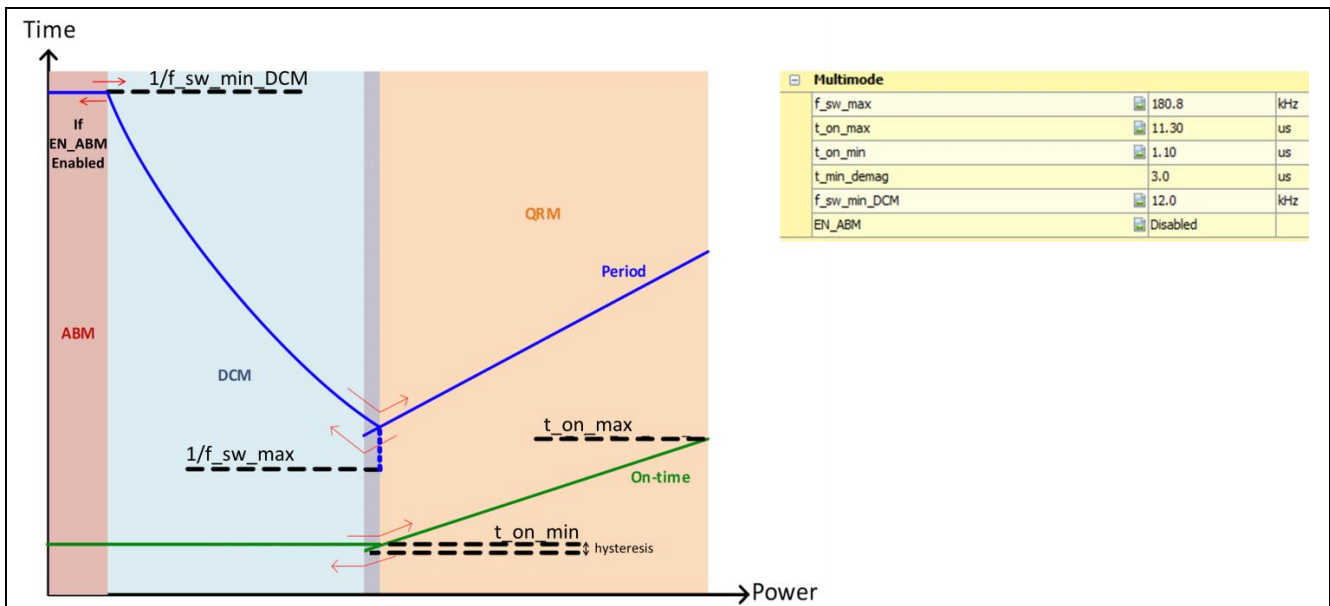 Time
1/f_sw_min_DCM
If
EN_ABM
Enabled
ABM
DCM
QRM
Period
t_on_max
1/f_sw_max
On-time
t_on_min
hysteresis
Power
Multimode
f_sw_max 180.8 kHz
t_on_max 11.30 us
t_on_min 1.10 us
t_min_demag 3.0 us
f_sw_min_DCM 12.0 kHz
EN_ABM Disabled